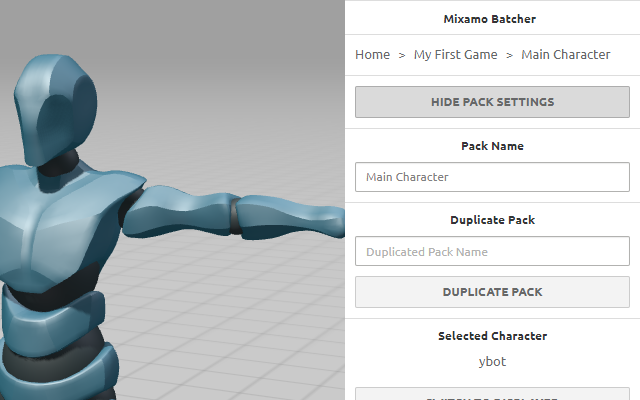 Mixamo Batcher
Home > My First Game > Main Character
HIDE PACK SETTINGS
Pack Name
Main Character
Duplicate Pack
Duplicated Pack Name
DUPLICATE PACK
Selected Character
ybot